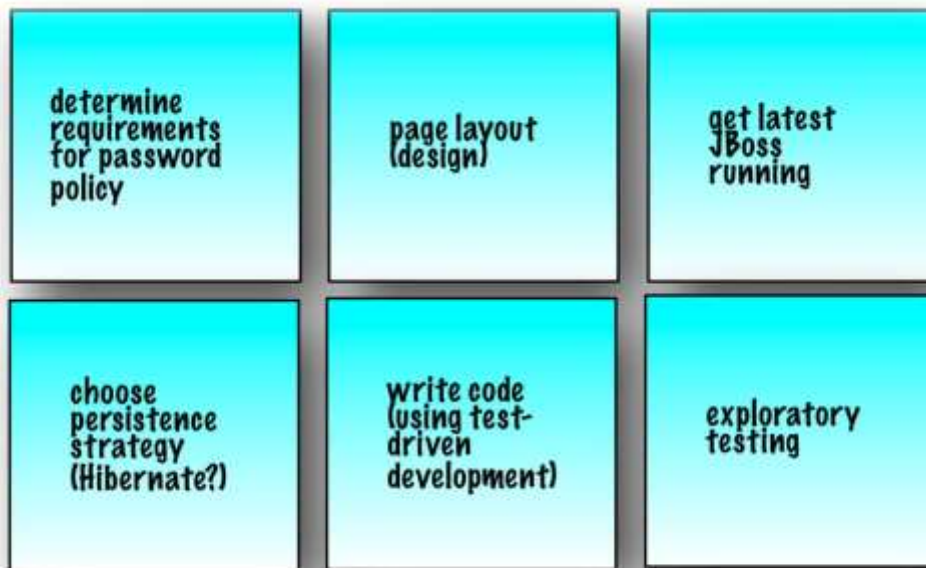 determine
requirements
for password
policy
page layout
(design)
get latest
JBoss
running
choose
persistence
strategy
(Hibernate?)
write code
(using test-
driven
development)
exploratory
testing